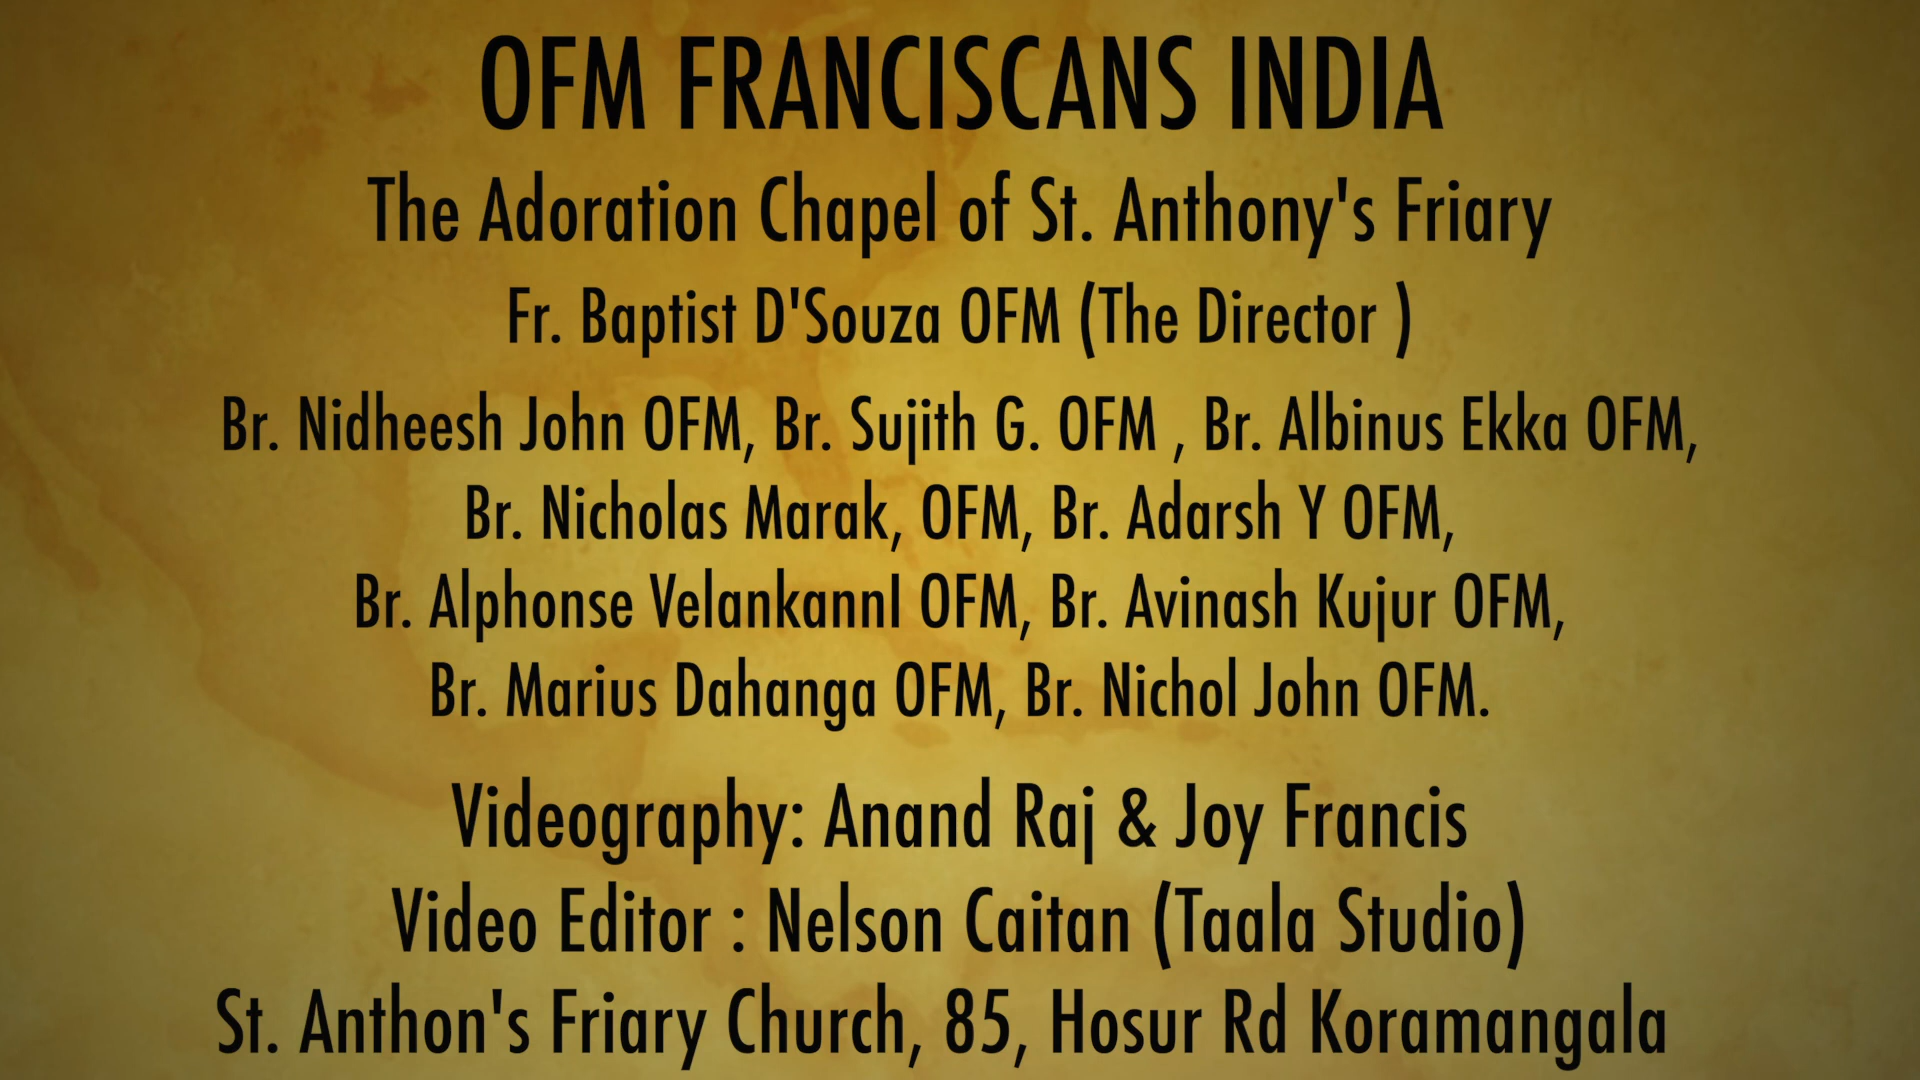 OFM FRANCISCANS INDIA
The Adoration Chapel of St. Anthony's Friary
Fr. Baptist D'Souza OFM (The Director )
Br. Nidheesh John OFM, Br. Sujith G. OFM , Br. Albinus Ekka OFM,
Br. Nicholas Marak, OFM, Br. Adarsh Y OFM,
Br. Alphonse VelankannI OFM, Br. Avinash Kujur OFM,
Br. Marius Dahanga OFM, Br. Nichol John OFM.
Videography: Anand Raj & Joy Francis
Video Editor : Nelson Caitan (Taala Studio)
St. Anthon's Friary Church, 85, Hosur Rd Koramangala